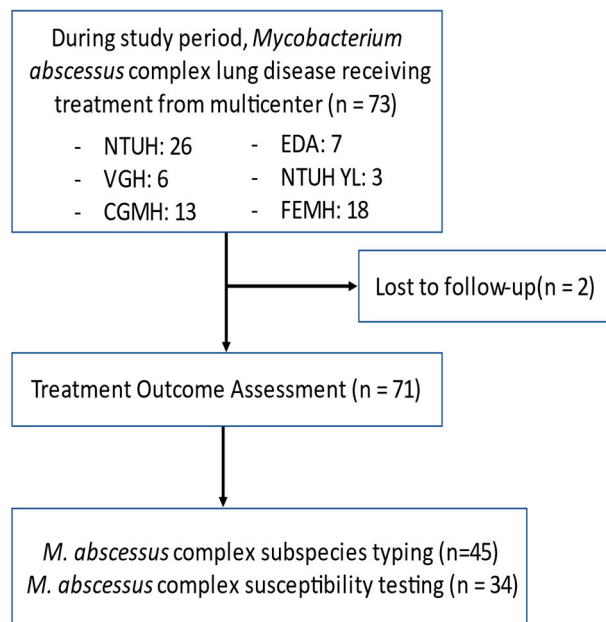 During study period, Mycobacterium
abscessus complex lung disease receiving
treatment from multicenter (n = 73)
- NTUH: 26 - EDA: 7
- VGH: 6 - NTUH YL: 3
- CGMH: 13 - FEMH: 18
Lost to follow-up(n = 2)
Treatment Outcome Assessment (n = 71)
M. abscessus complex subspecies typing (n=45)
M. abscessus complex susceptibility testing (n = 34)